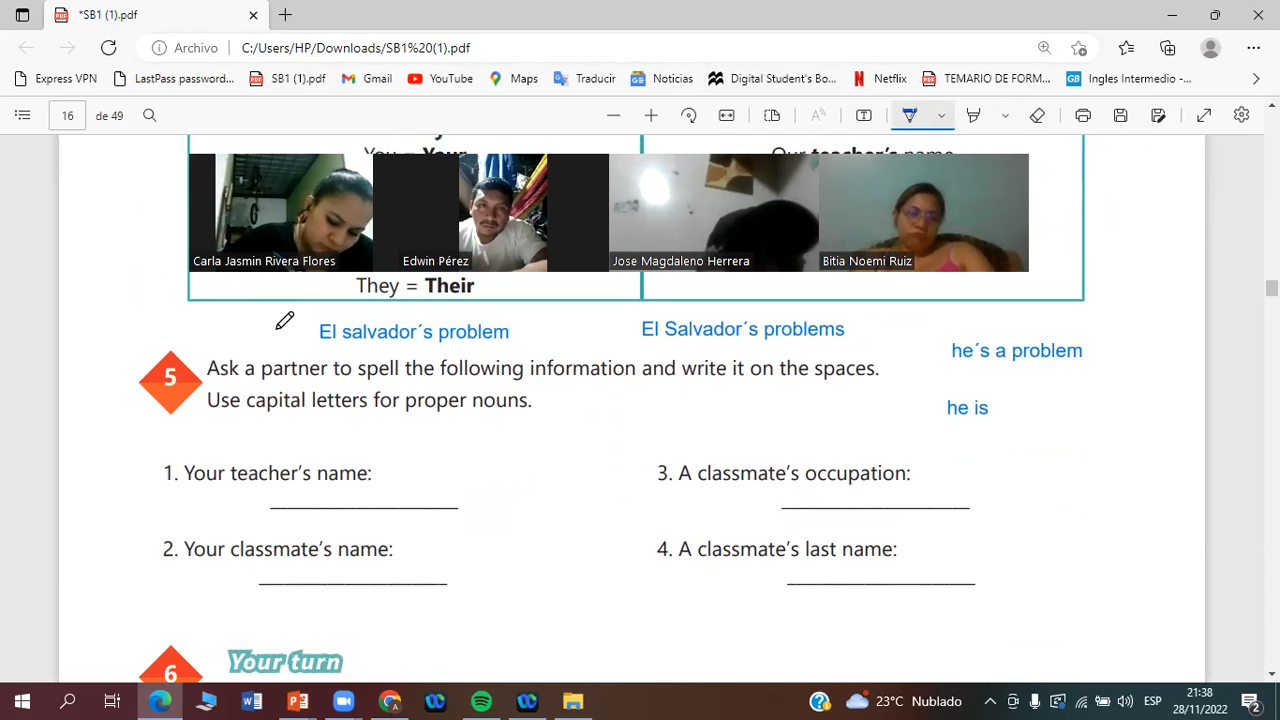 *SB1 (1).pdf
Archivo C:/Users/HP/Downloads/SB1%20(1).pdf
Express VPN LastPass password... SB1 (1).pdf Gmail YouTube Maps Traducir Noticias Digital Student's Bo... Netflix TEMARIO DE FORM... Ingles Intermedio -...
16 de 49
You = Your Our teacher's name
Carla Jasmin Rivera Flores Edwin Pérez Jose Magdaleno Herrera Bitia Noemi Ruiz
They = Their
El salvador´s problem El Salvador´s problems
he´s a problem
5 Ask a partner to spell the following information and write it on the spaces.
Use capital letters for proper nouns.
he is
1. Your teacher's name: 3. A classmate's occupation:
2. Your classmate's name: 4. A classmate's last name:
6 Your turn
23°C Nublado ESP 21:38
28/11/2022 2